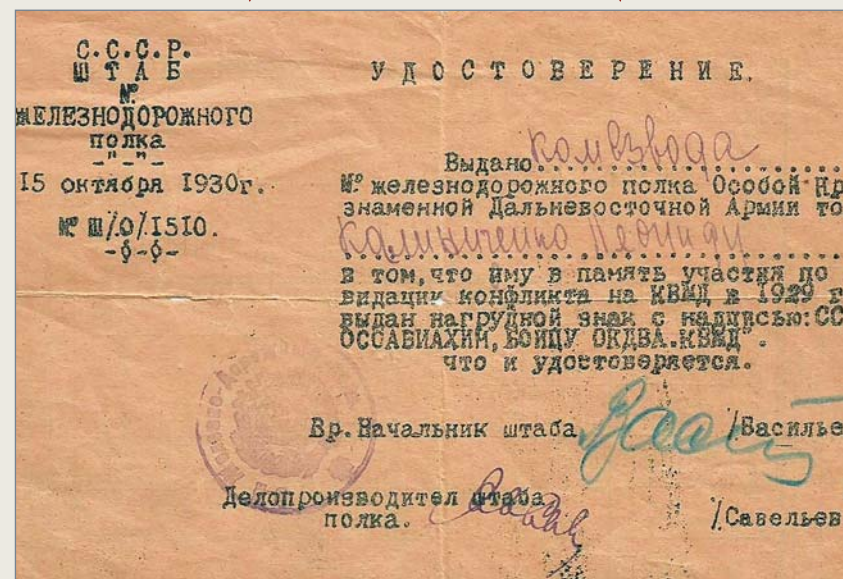 С.С.С.Р.
ШТАБ
№
ЖЕЛЕЗНОДОРОЖНОГО
полка
-"-"-
15 октября 1930г.
№ Ш/О/1510.
-о-о-
УДОСТОВЕРЕНИЕ.
Выдано комвзвода
№ железнодорожного полка Особой Кр
знаменной Дальневосточной Армии то
Калиниченко Леониду
в том,что иму в память участия по
видации конфликта на КВЖД в 1929 г
выдан нагрудной знак с надписью:СС
ОССАВИАХИМ,БОЙЦУ ОКДВА.КВЖД".
что и удостоверяется.
Вр.Начальник штаба /Василье
Делопроизводител штаба
полка. /Савельев